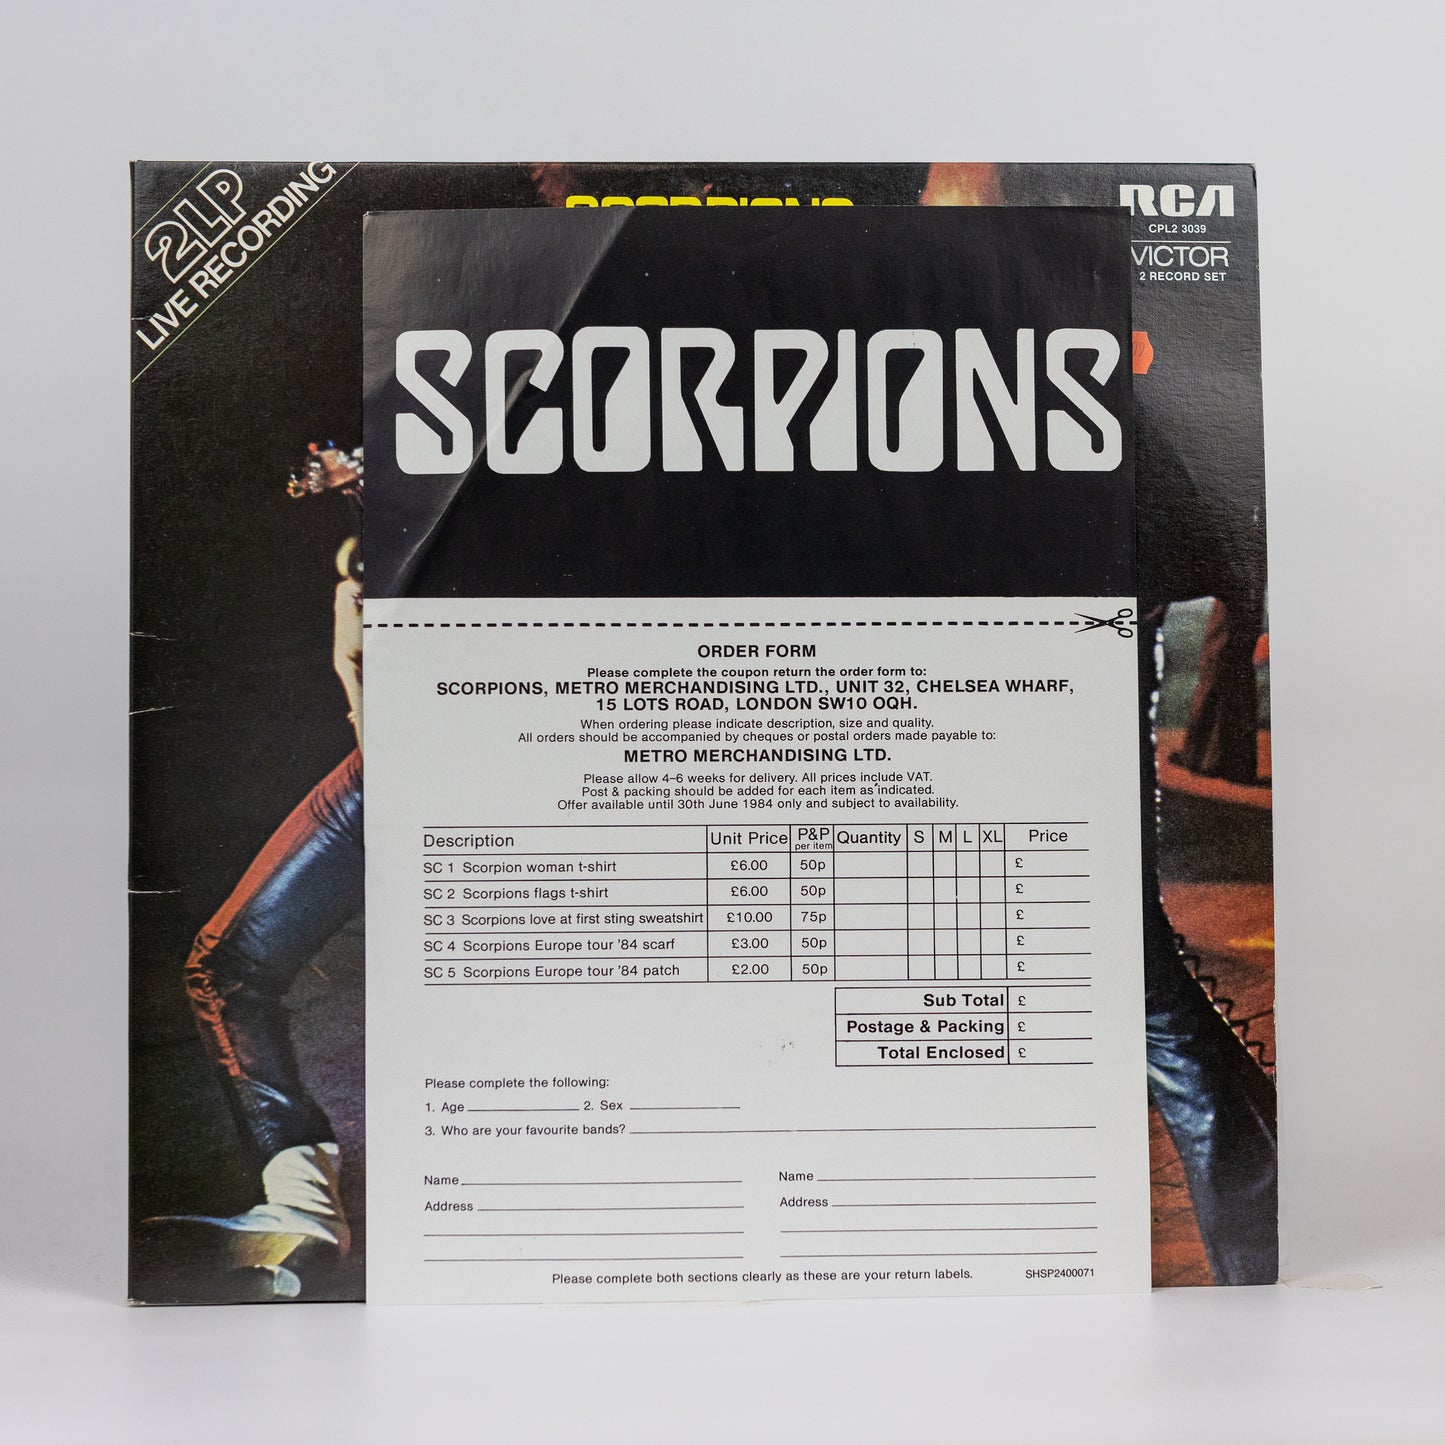 2LP
LIVE RECORDING
SCORPIONS
RCA
CPL2 3039
VICTOR
2 RECORD SET
SCORPIONS
ORDER FORM
Please complete the coupon return the order form to:
SCORPIONS, METRO MERCHANDISING LTD., UNIT 32, CHELSEA WHARF,
15 LOTS ROAD, LONDON SW10 OQH.
When ordering please indicate description, size and quality.
All orders should be accompanied by cheques or postal orders made payable to:
METRO MERCHANDISING LTD.
Please allow 4–6 weeks for delivery. All prices include VAT.
Post & packing should be added for each item as indicated.
Offer available until 30th June 1984 only and subject to availability.
Description Unit Price P&P per item Quantity S M L XL Price
SC 1 Scorpion woman t-shirt £6.00 50p £
SC 2 Scorpions flags t-shirt £6.00 50p £
SC 3 Scorpions love at first sting sweatshirt £10.00 75p £
SC 4 Scorpions Europe tour '84 scarf £3.00 50p £
SC 5 Scorpions Europe tour '84 patch £2.00 50p £
Sub Total £
Postage & Packing £
Total Enclosed £
Please complete the following:
1. Age 2. Sex
3. Who are your favourite bands?
Name Name
Address Address
Please complete both sections clearly as these are your return labels. SHSP2400071